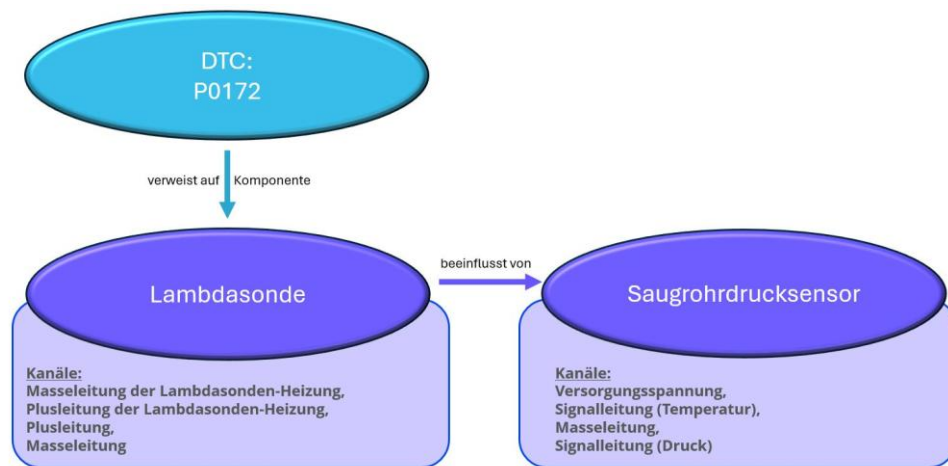 DTC:
P0172
verweist auf Komponente
beeinflusst von
Lambdasonde
Saugrohrdrucksensor
Kanäle:
Masseleitung der Lambdasonden-Heizung,
Plusleitung der Lambdasonden-Heizung,
Plusleitung,
Masseleitung
Kanäle:
Versorgungsspannung,
Signalleitung (Temperatur),
Masseleitung,
Signalleitung (Druck)